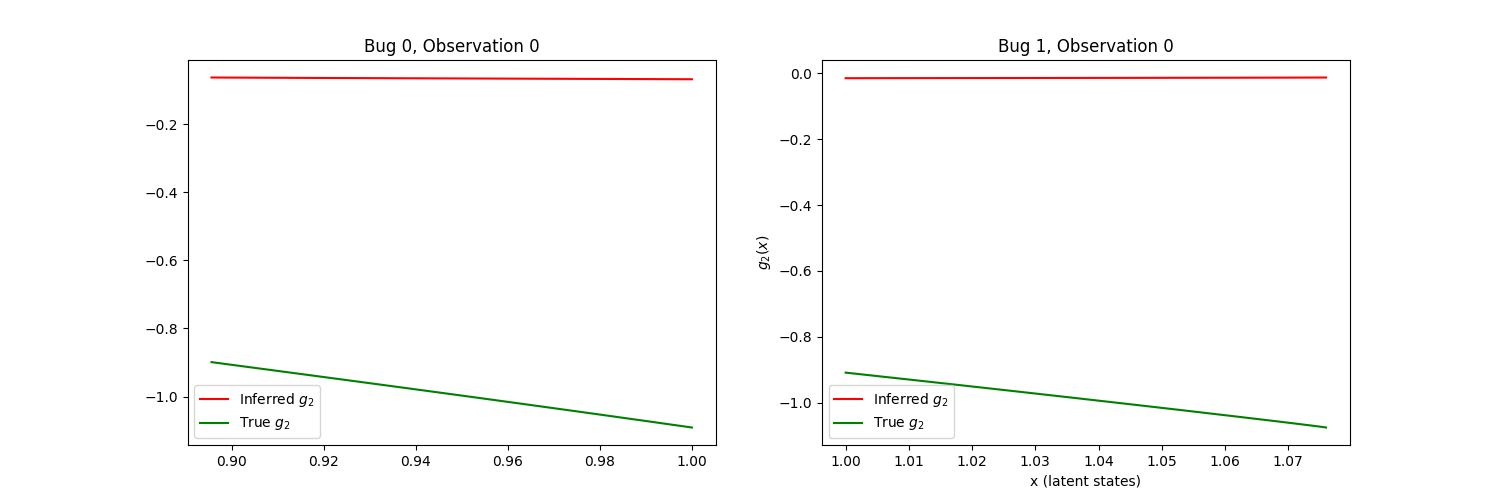 Bug 0, Observation 0
−0.2
−0.4
−0.6
−0.8
−1.0
Inferred g₂
True g₂
0.90 0.92 0.94 0.96 0.98 1.00
Bug 1, Observation 0
g₂(x)
0.0
−0.2
−0.4
−0.6
−0.8
−1.0
Inferred g₂
True g₂
1.00 1.01 1.02 1.03 1.04 1.05 1.06 1.07
x (latent states)